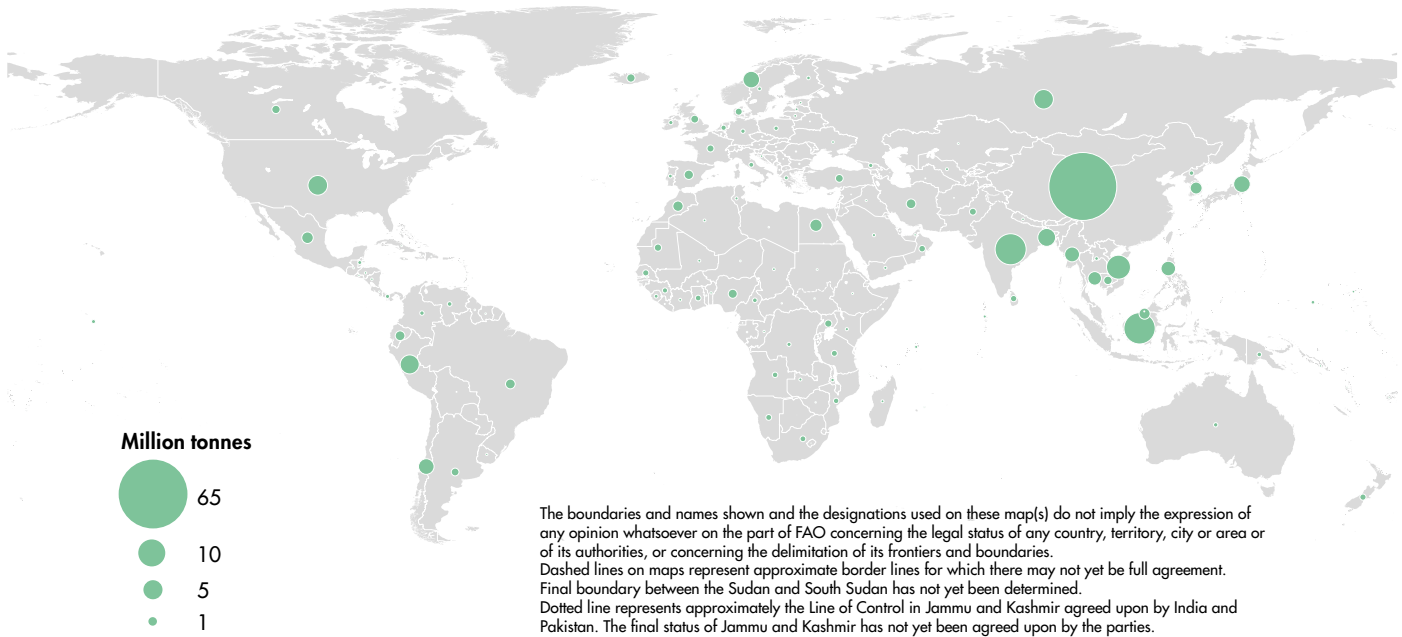 Million tonnes
65
10
5
1
The boundaries and names shown and the designations used on these map(s) do not imply the expression of
any opinion whatsoever on the part of FAO concerning the legal status of any country, territory, city or area or
of its authorities, or concerning the delimitation of its frontiers and boundaries.
Dashed lines on maps represent approximate border lines for which there may not yet be full agreement.
Final boundary between the Sudan and South Sudan has not yet been determined.
Dotted line represents approximately the Line of Control in Jammu and Kashmir agreed upon by India and
Pakistan. The final status of Jammu and Kashmir has not yet been agreed upon by the parties.